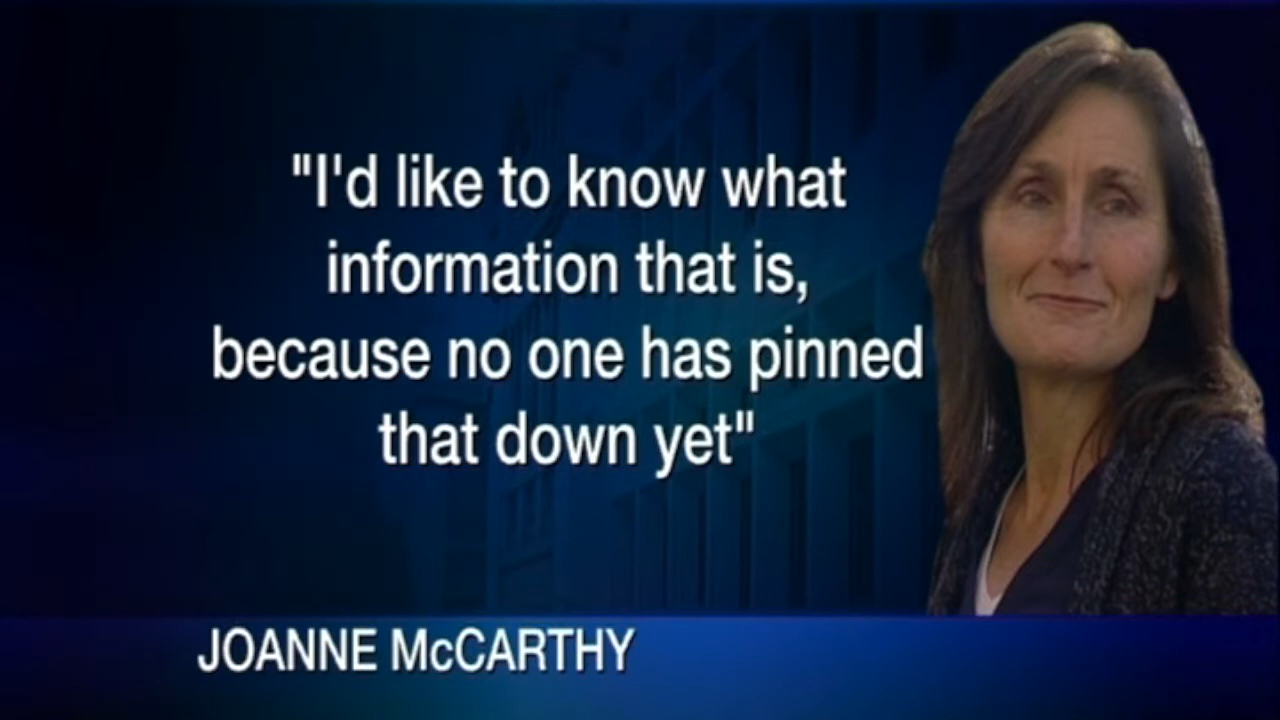 "I'd like to know what
information that is,
because no one has pinned
that down yet"
JOANNE McCARTHY